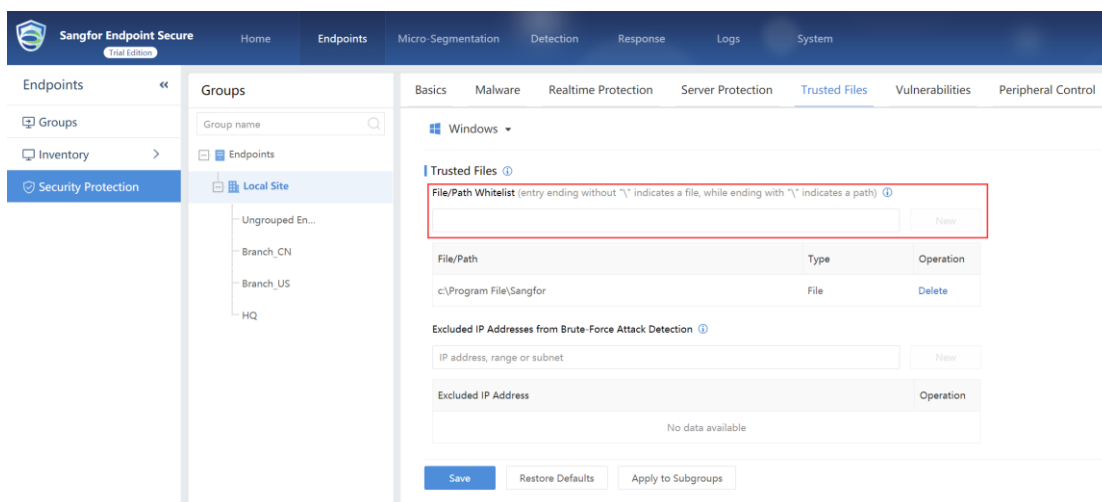 Sangfor Endpoint Secure
Trial Edition
Home Endpoints Micro-Segmentation Detection Response Logs System
Endpoints «
Groups
Inventory >
Security Protection
Groups
Group name
Endpoints
Local Site
Ungrouped En...
Branch_CN
Branch_US
HQ
Basics Malware Realtime Protection Server Protection Trusted Files Vulnerabilities Peripheral Control
Windows
Trusted Files
File/Path Whitelist (entry ending without "\" indicates a file, while ending with "\" indicates a path)
New
File/Path Type Operation
c:\Program File\Sangfor File Delete
Excluded IP Addresses from Brute-Force Attack Detection
IP address, range or subnet New
Excluded IP Address Operation
No data available
Save Restore Defaults Apply to Subgroups